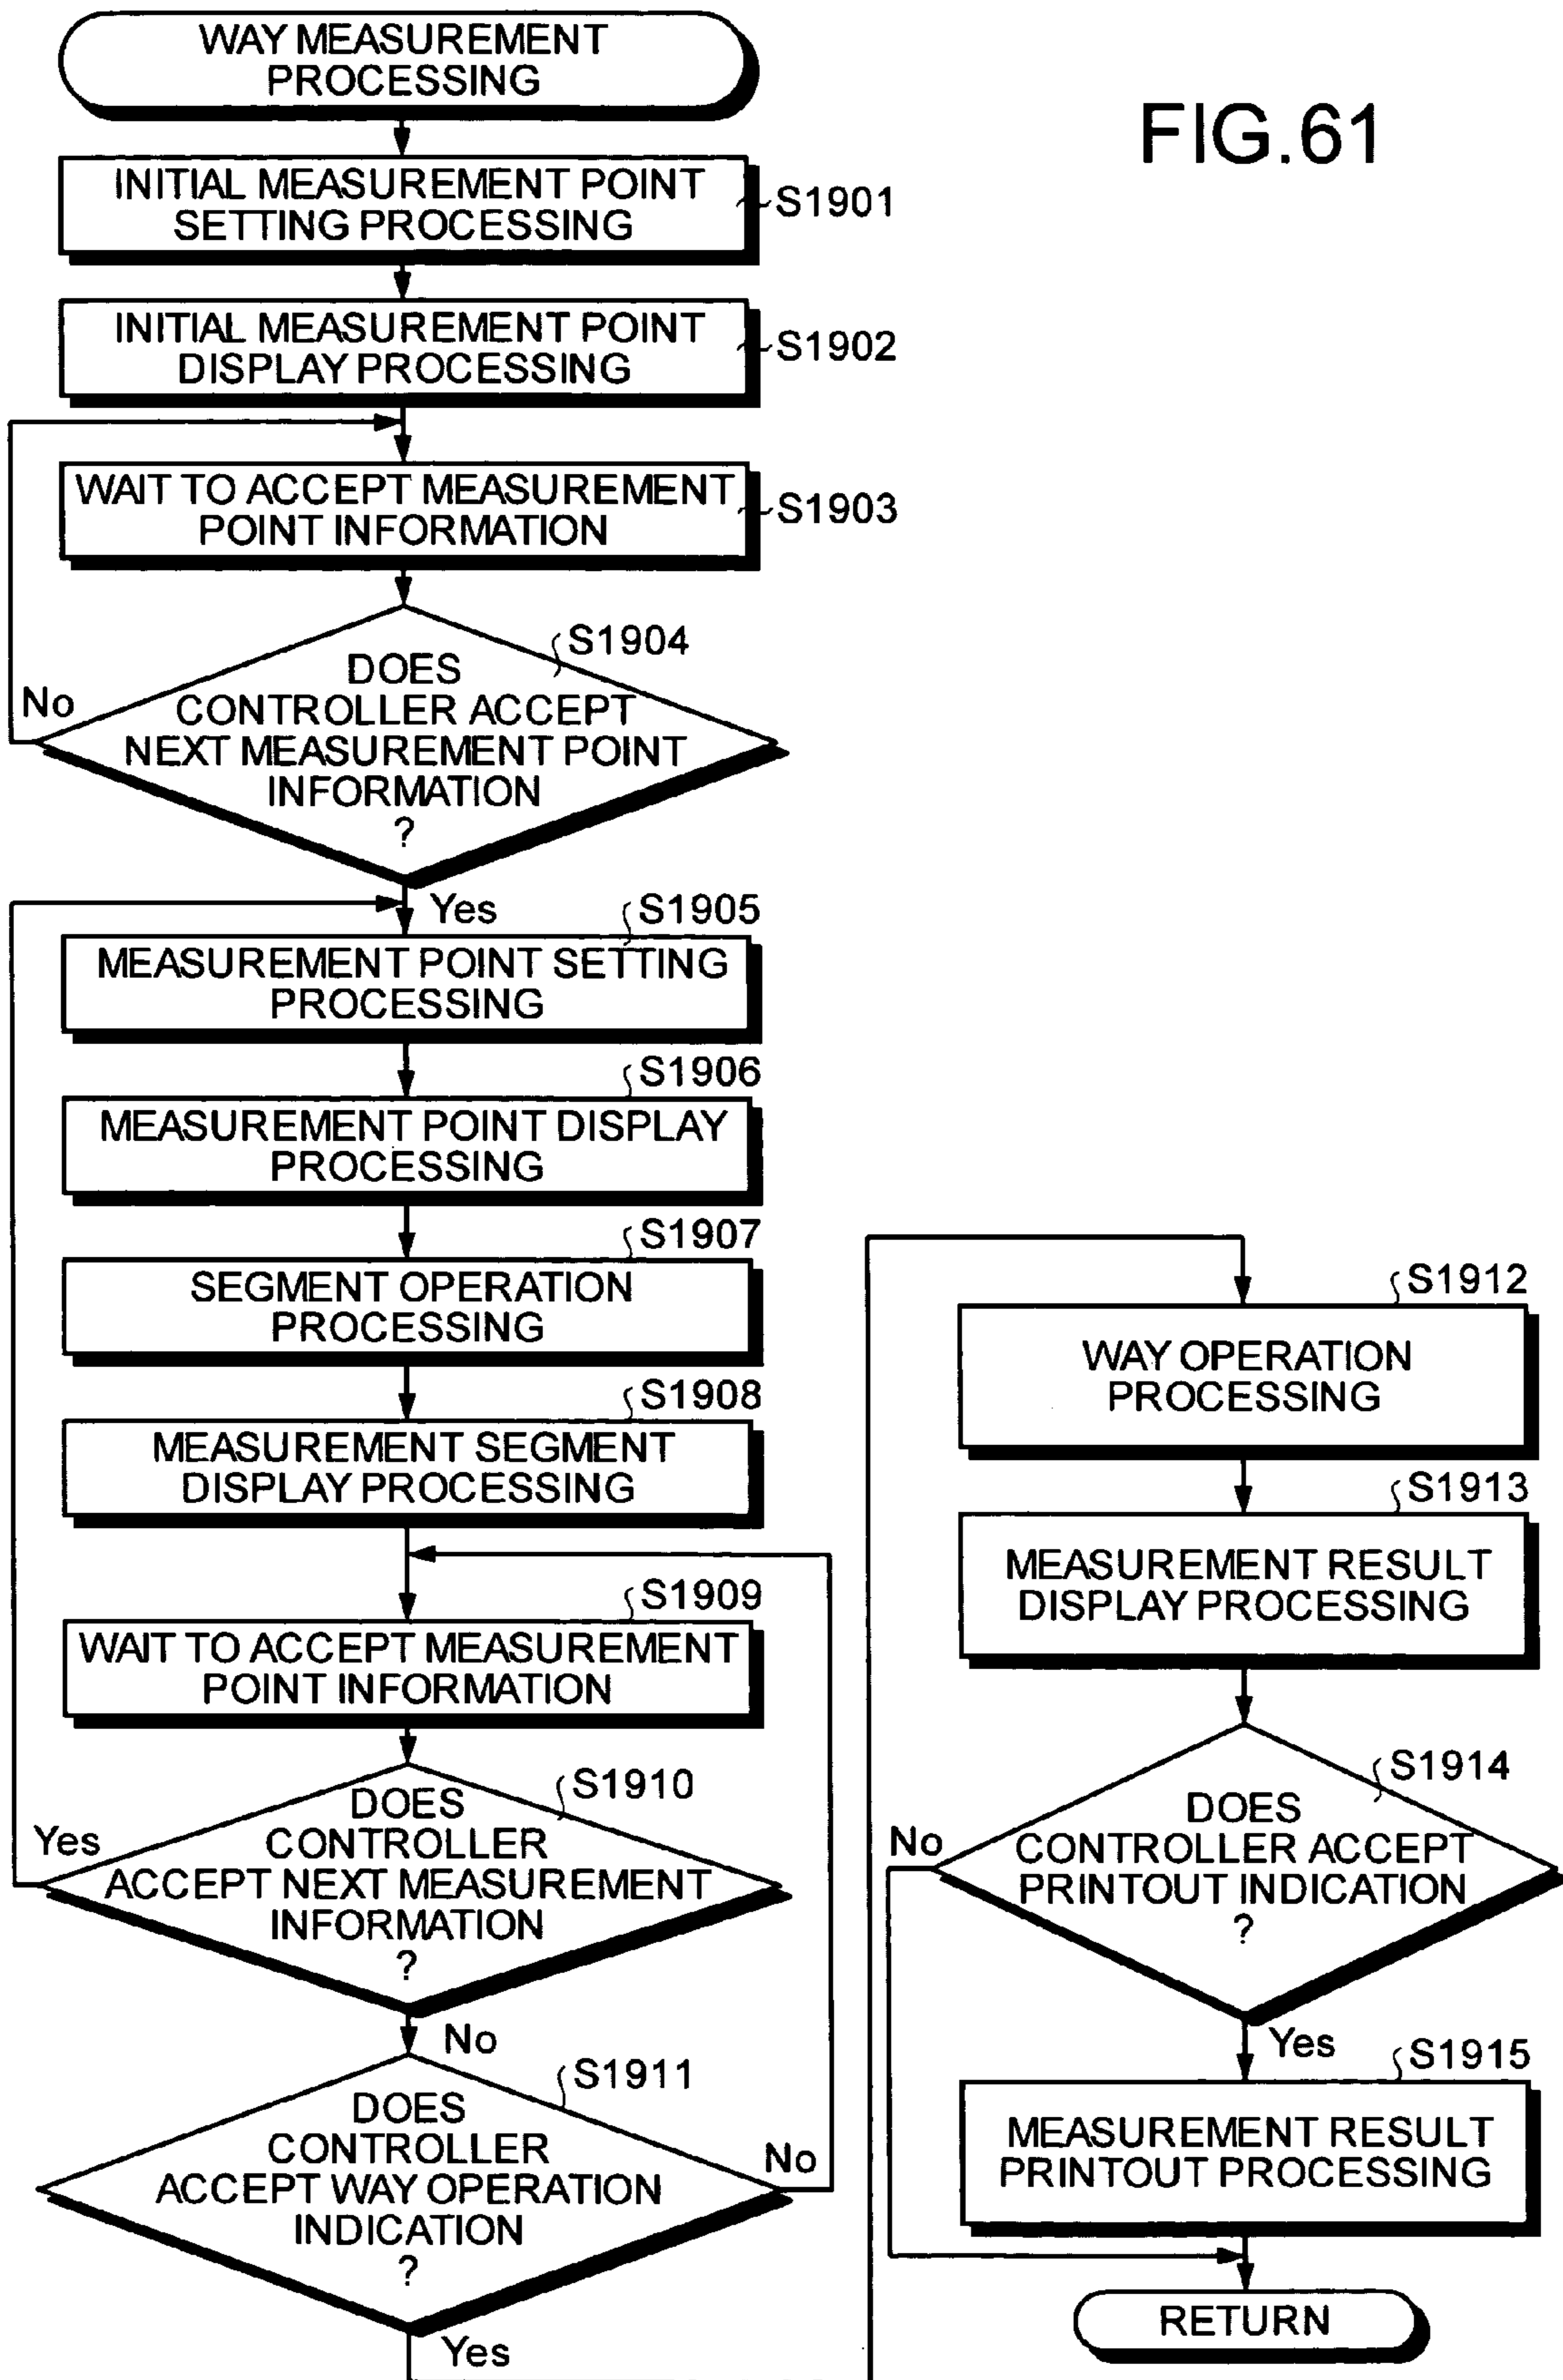 WAY MEASUREMENT
PROCESSING
FIG.61
INITIAL MEASUREMENT POINT
SETTING PROCESSING
S1901
INITIAL MEASUREMENT POINT
DISPLAY PROCESSING
S1902
WAIT TO ACCEPT MEASUREMENT
POINT INFORMATION
S1903
S1904
DOES
CONTROLLER ACCEPT
NEXT MEASUREMENT POINT
INFORMATION
?
No
Yes
S1905
MEASUREMENT POINT SETTING
PROCESSING
S1906
MEASUREMENT POINT DISPLAY
PROCESSING
S1907
SEGMENT OPERATION
PROCESSING
S1908
MEASUREMENT SEGMENT
DISPLAY PROCESSING
S1909
WAIT TO ACCEPT MEASUREMENT
POINT INFORMATION
S1910
DOES
CONTROLLER
ACCEPT NEXT MEASUREMENT
INFORMATION
?
Yes
No
S1911
DOES
CONTROLLER
ACCEPT WAY OPERATION
INDICATION
?
No
Yes
S1912
WAY OPERATION
PROCESSING
S1913
MEASUREMENT RESULT
DISPLAY PROCESSING
S1914
DOES
CONTROLLER ACCEPT
PRINTOUT INDICATION
?
No
Yes
S1915
MEASUREMENT RESULT
PRINTOUT PROCESSING
RETURN